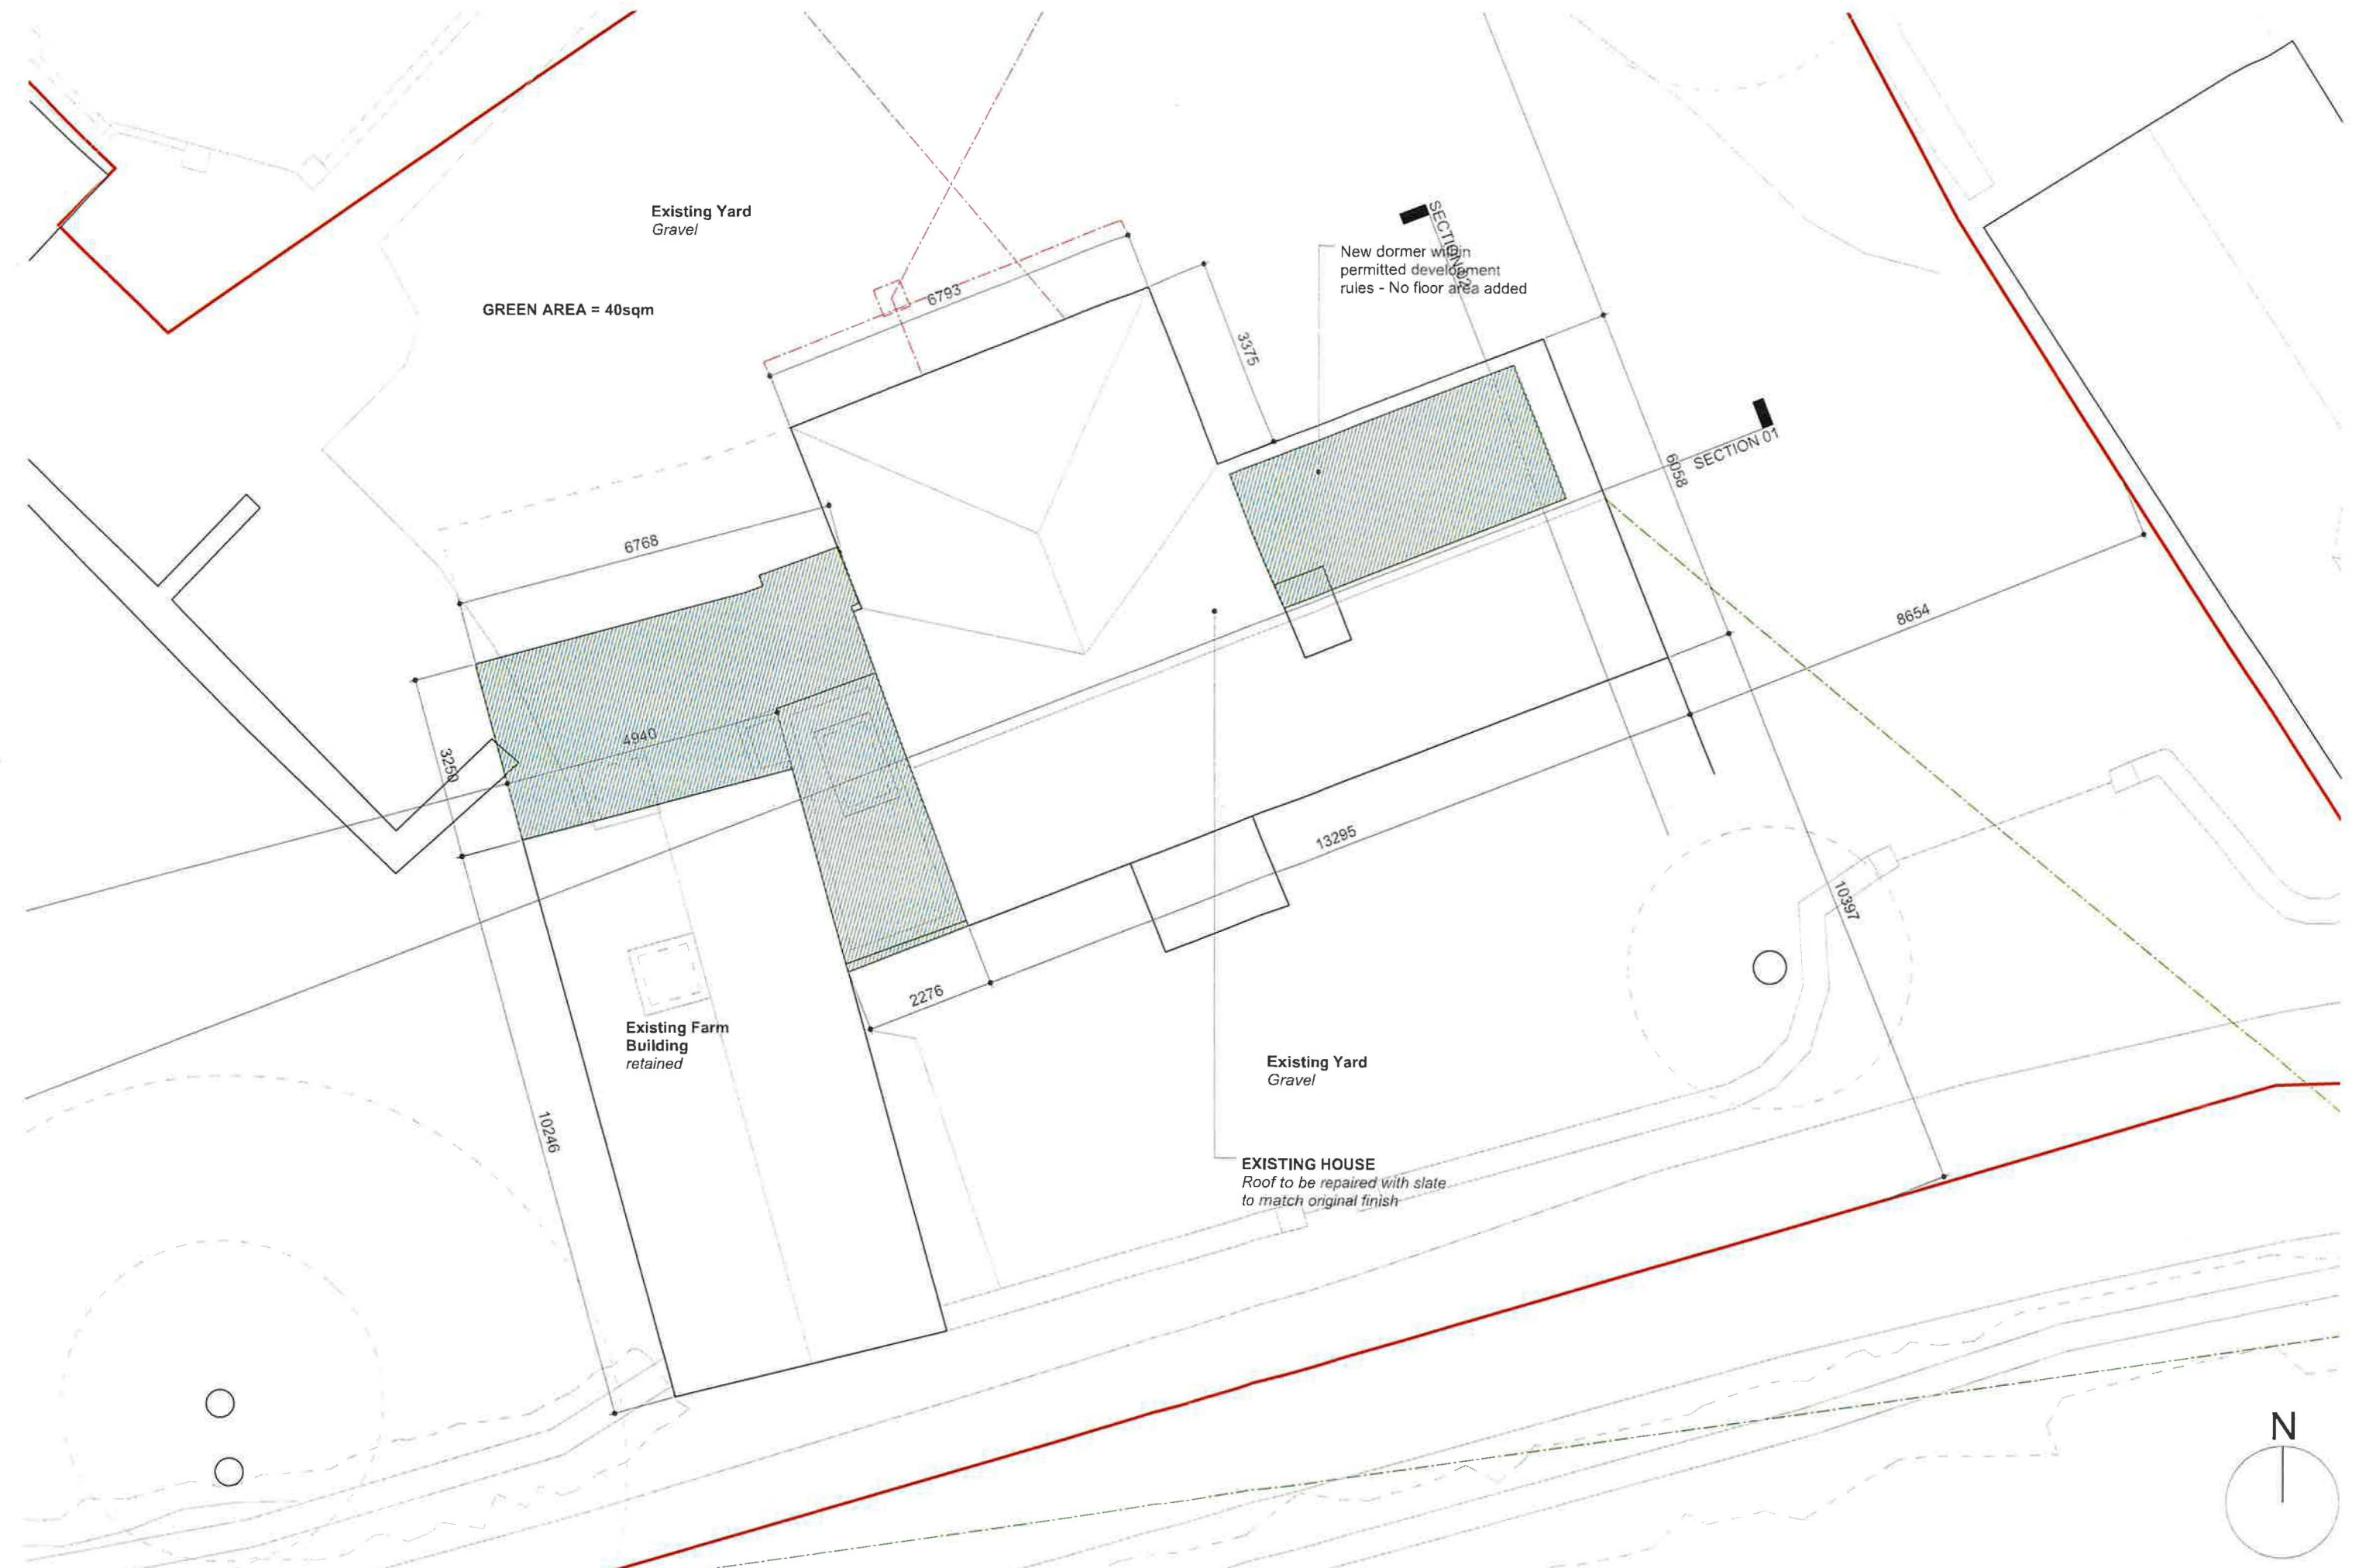 Existing Yard
Gravel
GREEN AREA = 40sqm
6793
SECTION 02
New dormer within
permitted development
rules - No floor area added
3375
6058
SECTION 01
6768
8654
4940
3250
13295
10397
2276
Existing Farm
Building
retained
Existing Yard
Gravel
10246
EXISTING HOUSE
Roof to be repaired with slate
to match original finish
N